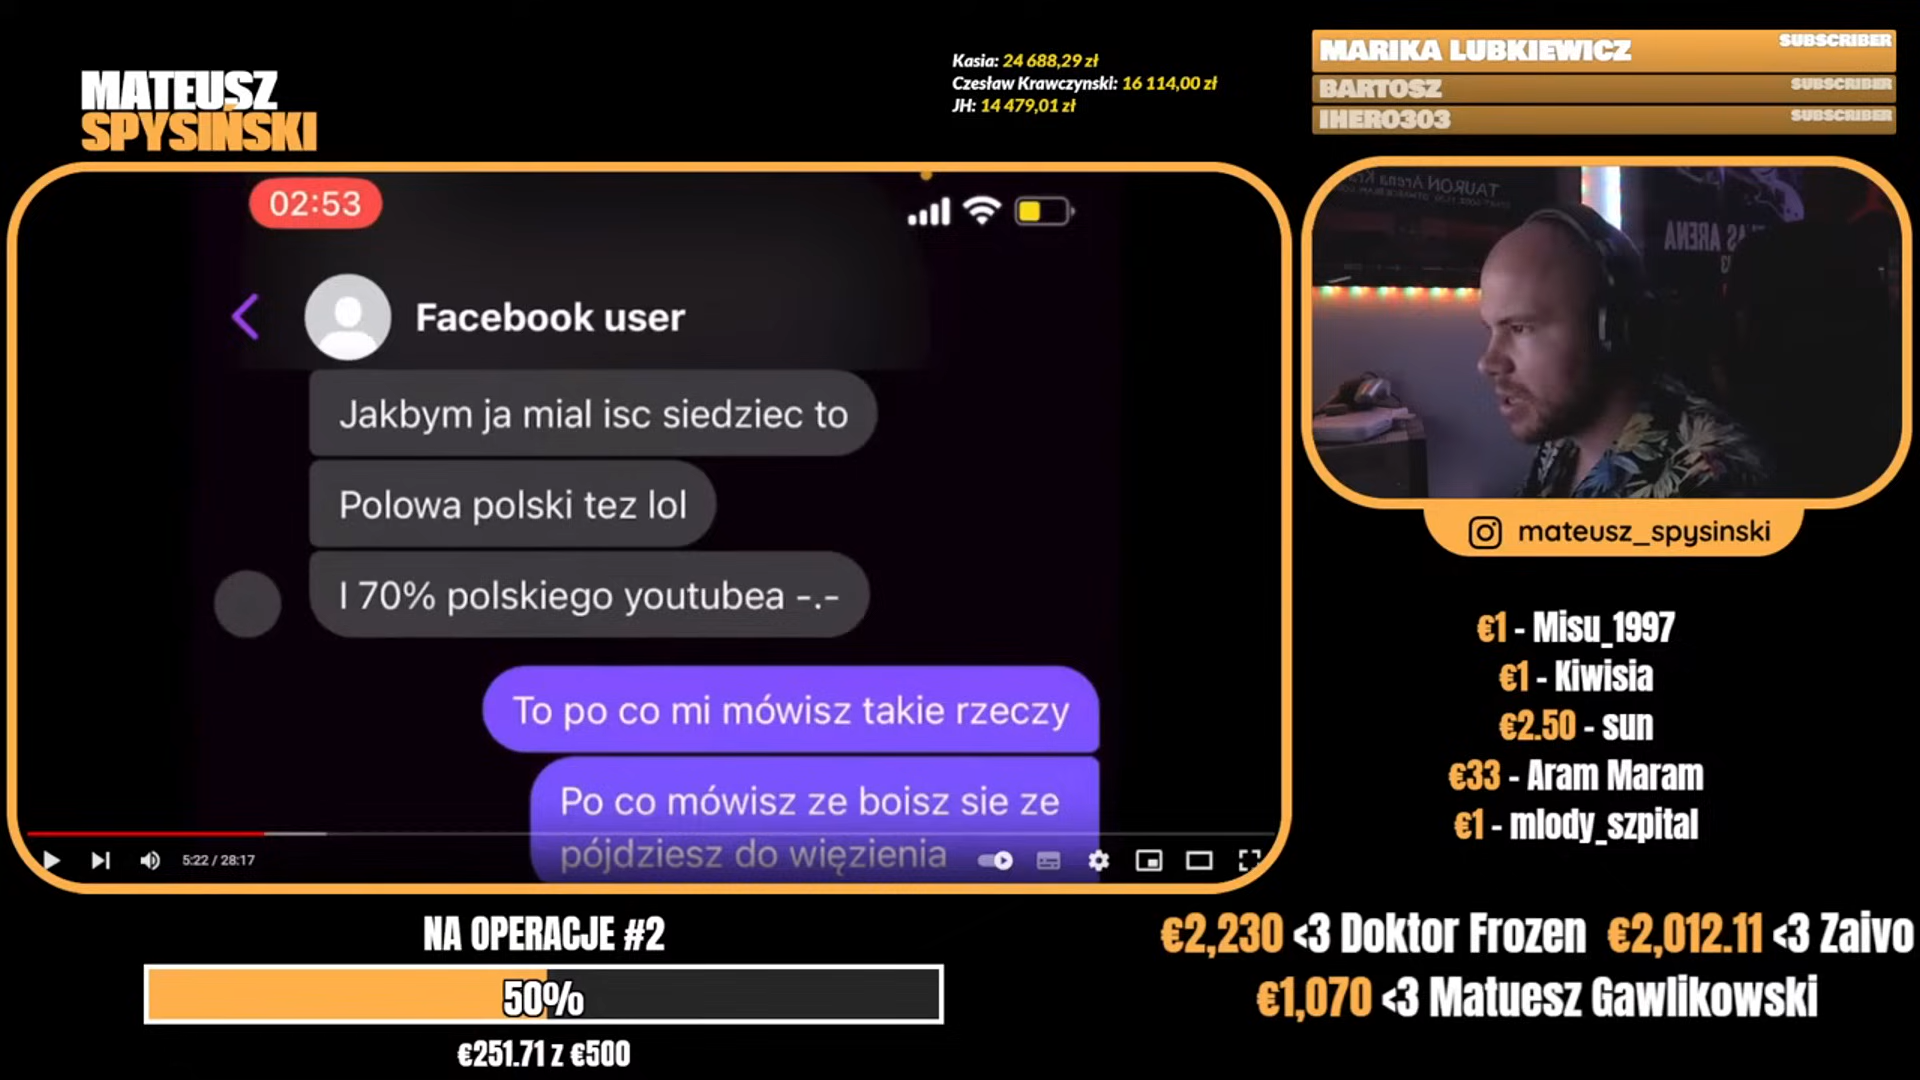 MATEUSZ
SPYSIŃSKI
Kasia: 24 688,29 zł
Czesław Krawczynski: 16 114,00 zł
JH: 14 479,01 zł
MARIKA LUBKIEWICZ SUBSCRIBER
BARTOSZ SUBSCRIBER
IHERO303 SUBSCRIBER
02:53
Facebook user
Jakbym ja mial isc siedziec to
Polowa polski tez lol
I 70% polskiego youtubea -.-
To po co mi mówisz takie rzeczy
Po co mówisz ze boisz sie ze
pójdziesz do więzienia
5:22 / 28:17
TAURON Arena
ARENA
mateusz_spysinski
€1 - Misu_1997
€1 - Kiwisia
€2.50 - sun
€33 - Aram Maram
€1 - mlody_szpital
NA OPERACJE #2
50%
€251.71 z €500
€2,230 <3 Doktor Frozen €2,012.11 <3 Zaivo
€1,070 <3 Matuesz Gawlikowski